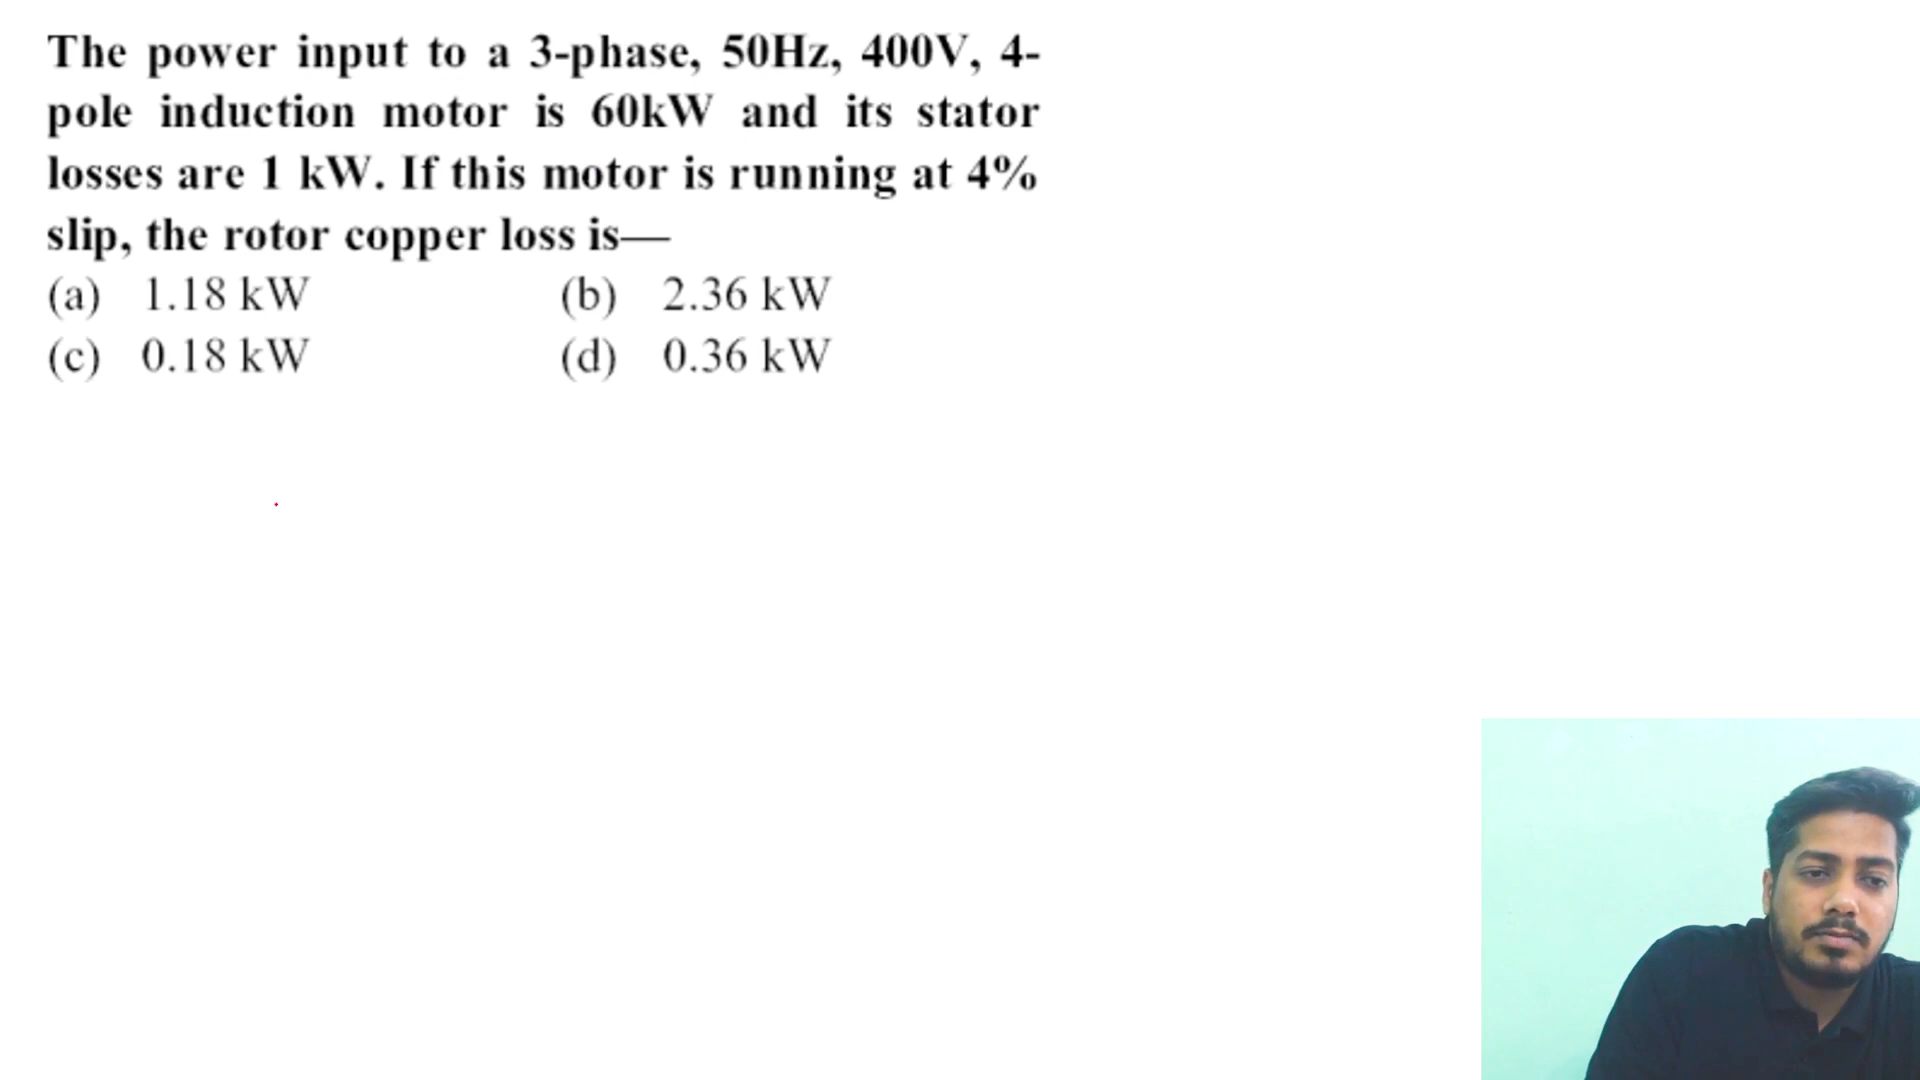 The power input to a 3-phase, 50Hz, 400V, 4-
pole induction motor is 60kW and its stator
losses are 1 kW. If this motor is running at 4%
slip, the rotor copper loss is—
(a) 1.18 kW (b) 2.36 kW
(c) 0.18 kW (d) 0.36 kW